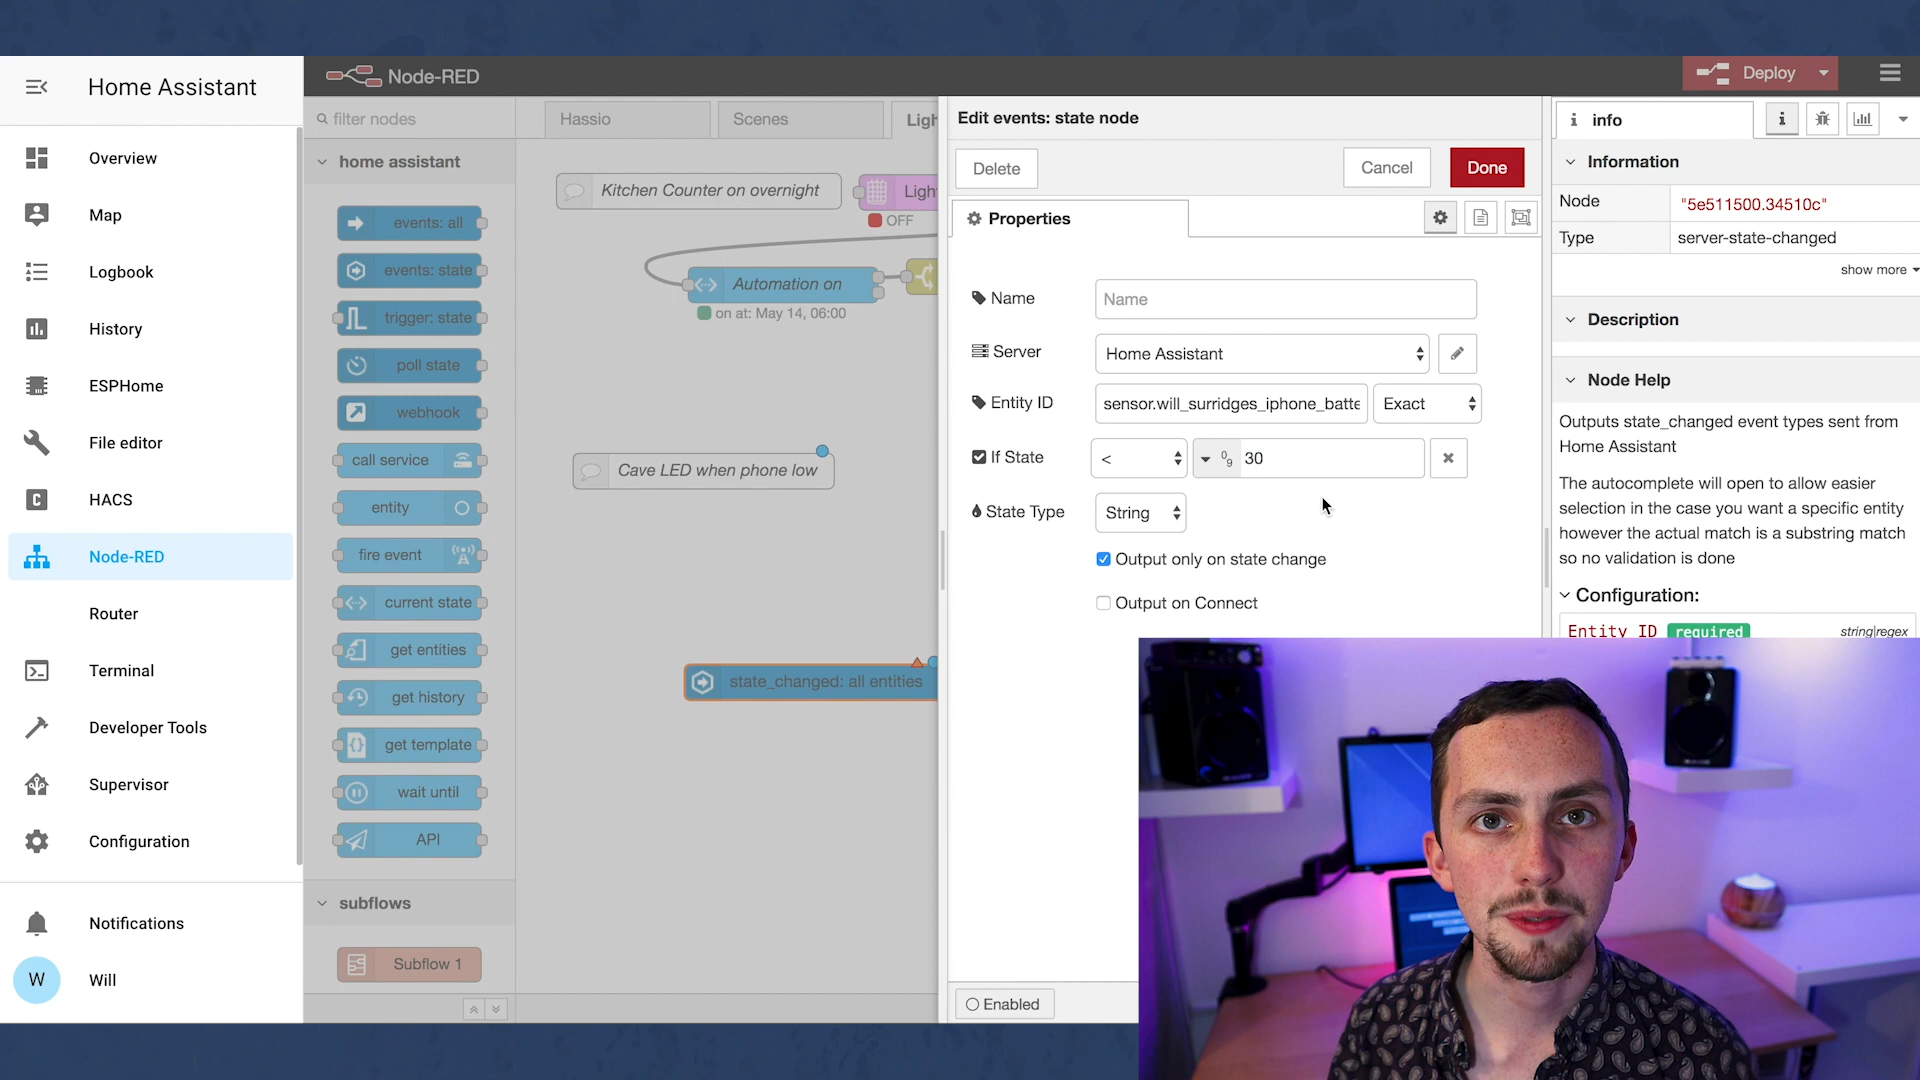 Home Assistant
Overview
Map
Logbook
History
ESPHome
File editor
HACS
Node-RED
Router
Terminal
Developer Tools
Supervisor
Configuration
Notifications
W
Will
Node-RED
Deploy
filter nodes
home assistant
events: all
events: state
trigger: state
poll state
webhook
call service
entity
fire event
current state
get entities
get history
get template
wait until
API
subflows
Subflow 1
Hassio
Scenes
Ligh
Kitchen Counter on overnight
Ligh
OFF
Automation on
on at: May 14, 06:00
Cave LED when phone low
state_changed: all entities
Edit events: state node
Delete
Cancel
Done
Properties
Name
Name
Server
Home Assistant
Entity ID
sensor.will_surridges_iphone_batte
Exact
If State
<
30
State Type
String
Output only on state change
Output on Connect
Enabled
info
Information
Node
"5e511500.34510c"
Type
server-state-changed
show more
Description
Node Help
Outputs state_changed event types sent from
Home Assistant
The autocomplete will open to allow easier
selection in the case you want a specific entity
however the actual match is a substring match
so no validation is done
Configuration:
Entity ID required string|regex